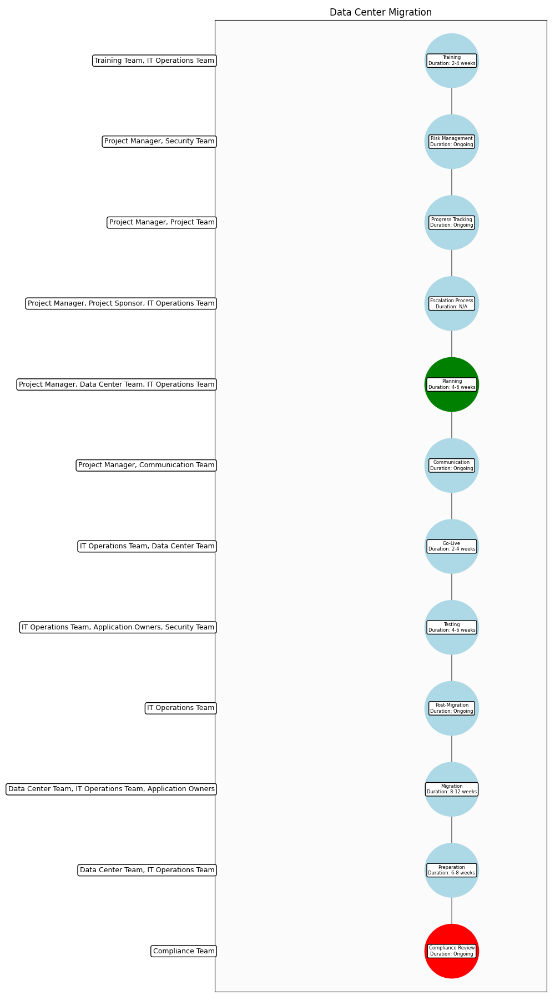 Data Center Migration
Training Team, IT Operations Team
Training
Duration: 2-4 weeks
Project Manager, Security Team
Risk Management
Duration: Ongoing
Project Manager, Project Team
Progress Tracking
Duration: Ongoing
Project Manager, Project Sponsor, IT Operations Team
Escalation Process
Duration: N/A
Project Manager, Data Center Team, IT Operations Team
Planning
Duration: 4-6 weeks
Project Manager, Communication Team
Communication
Duration: Ongoing
IT Operations Team, Data Center Team
Go-Live
Duration: 2-4 weeks
IT Operations Team, Application Owners, Security Team
Testing
Duration: 4-6 weeks
IT Operations Team
Post-Migration
Duration: Ongoing
Data Center Team, IT Operations Team, Application Owners
Migration
Duration: 8-12 weeks
Data Center Team, IT Operations Team
Preparation
Duration: 6-8 weeks
Compliance Team
Compliance Review
Duration: Ongoing